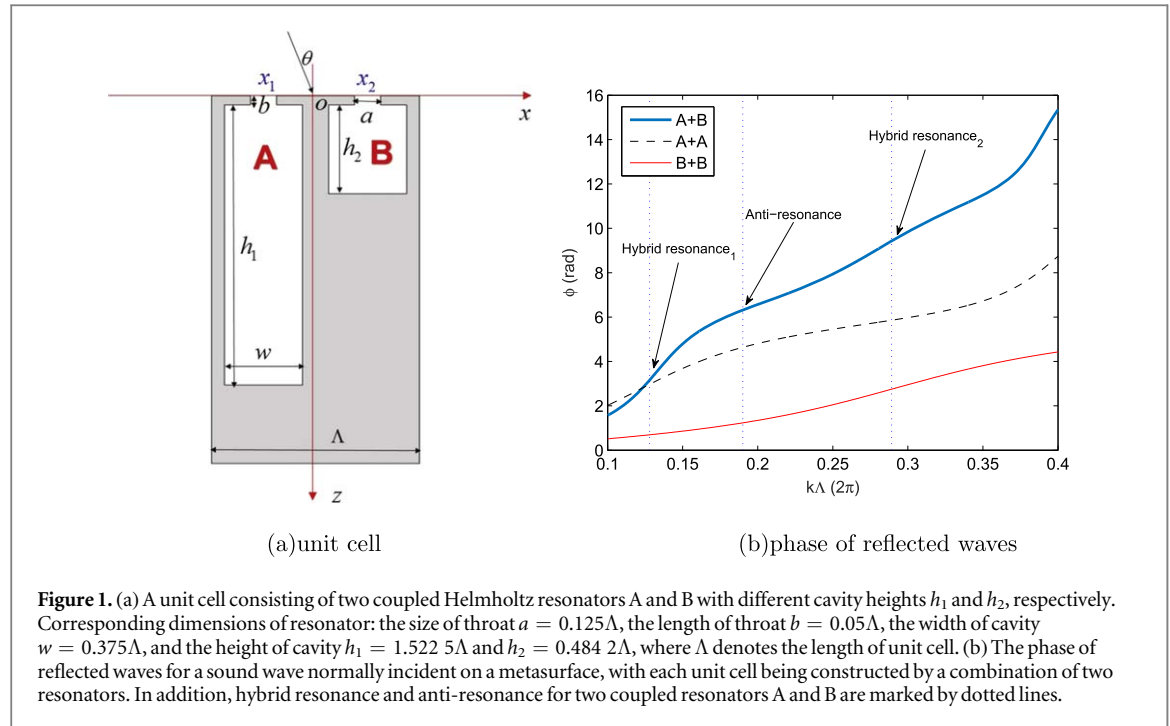 θ
x₁
x₂
b
o
a
x
A
h₂
B
h₁
w
Λ
z
(a)unit cell
16
14
12
10
8
6
4
2
0
ϕ (rad)
A+B
A+A
B+B
Hybrid resonance₂
Anti−resonance
Hybrid resonance₁
0.1 0.15 0.2 0.25 0.3 0.35 0.4
kΛ (2π)
(b)phase of reflected waves
Figure 1. (a) A unit cell consisting of two coupled Helmholtz resonators A and B with different cavity heights h₁ and h₂, respectively.
Corresponding dimensions of resonator: the size of throat a = 0.125Λ, the length of throat b = 0.05Λ, the width of cavity
w = 0.375Λ, and the height of cavity h₁ = 1.522 5Λ and h₂ = 0.484 2Λ, where Λ denotes the length of unit cell. (b) The phase of
reflected waves for a sound wave normally incident on a metasurface, with each unit cell being constructed by a combination of two
resonators. In addition, hybrid resonance and anti-resonance for two coupled resonators A and B are marked by dotted lines.